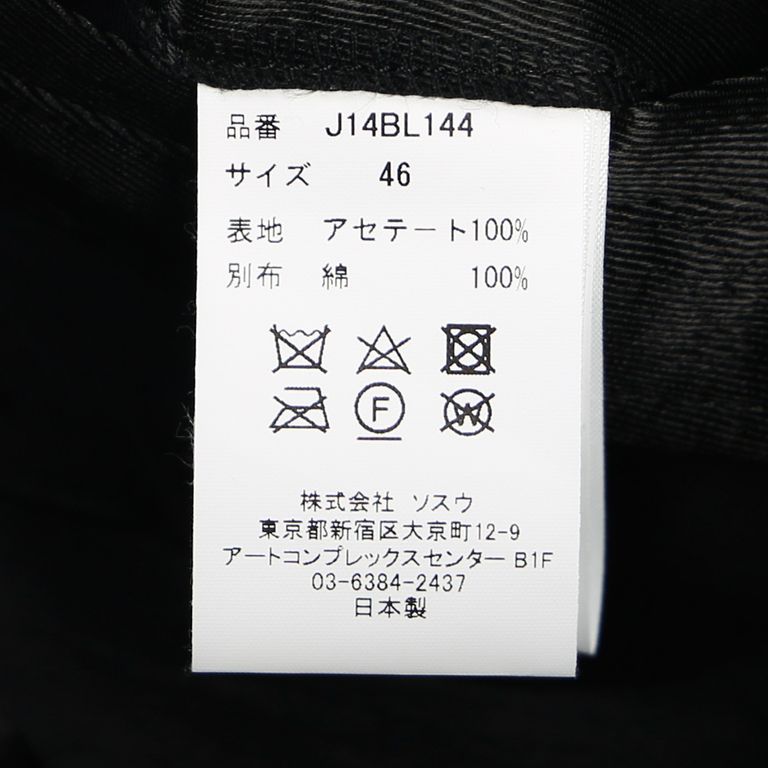 品番 J14BL144
サイズ 46
表地 アセテート100%
別布 綿 100%
F W
株式会社 ソスウ
東京都新宿区大京町12-9
アートコンプレックスセンター B1F
03-6384-2437
日本製